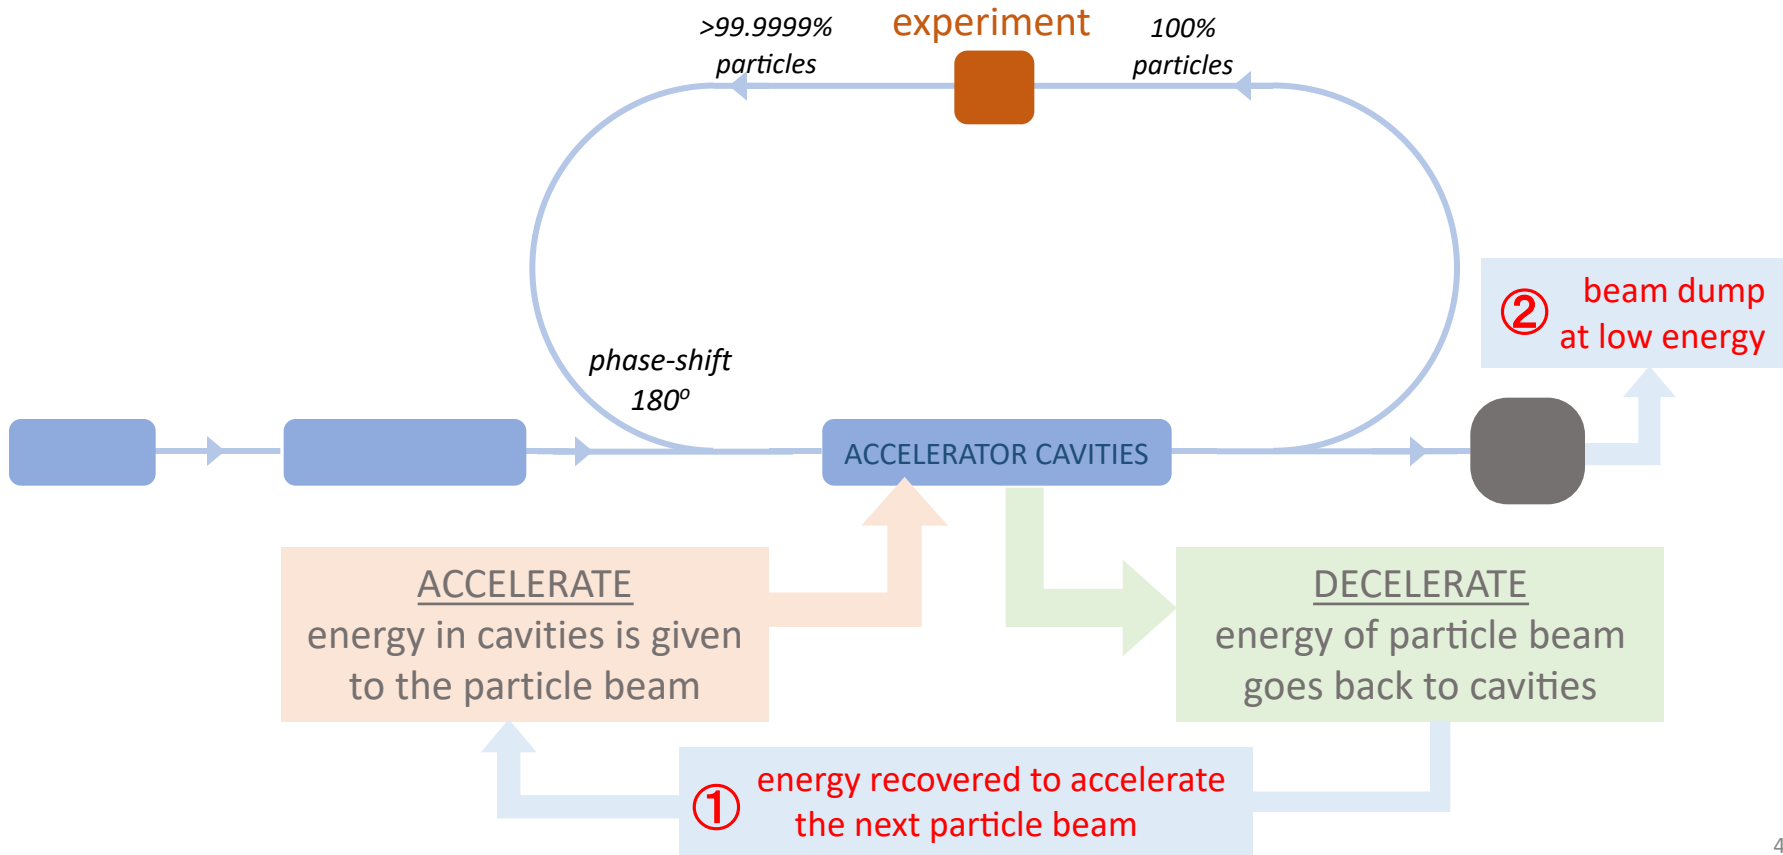 >99.9999%
particles
experiment
100%
particles
② beam dump
at low energy
phase-shift
180º
ACCELERATOR CAVITIES
ACCELERATE
energy in cavities is given
to the particle beam
DECELERATE
energy of particle beam
goes back to cavities
① energy recovered to accelerate
the next particle beam
4